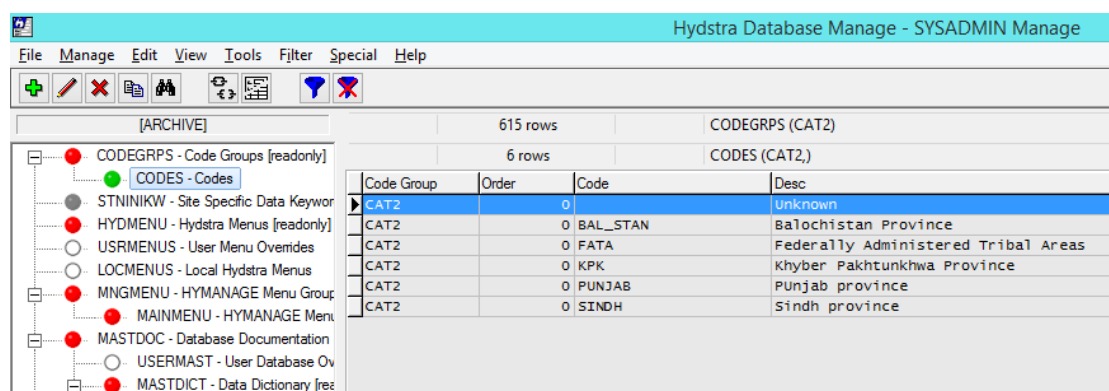 Hydstra Database Manage - SYSADMIN Manage
File Manage Edit View Tools Filter Special Help
[ARCHIVE] 615 rows CODEGRPS (CAT2)
6 rows CODES (CAT2,)
CODEGRPS - Code Groups [readonly]
CODES - Codes
STNINIKW - Site Specific Data Keywor
HYDMENU - Hydstra Menus [readonly]
USRMENUS - User Menu Overrides
LOCMENUS - Local Hydstra Menus
MNGMENU - HYMANAGE Menu Group
MAINMENU - HYMANAGE Menu
MASTDOC - Database Documentation
USERMAST - User Database Ov
MASTDICT - Data Dictionary [rea
Code Group Order Code Desc
CAT2 0 Unknown
CAT2 0 BAL_STAN Balochistan Province
CAT2 0 FATA Federally Administered Tribal Areas
CAT2 0 KPK Khyber Pakhtunkhwa Province
CAT2 0 PUNJAB PUnjab province
CAT2 0 SINDH Sindh province